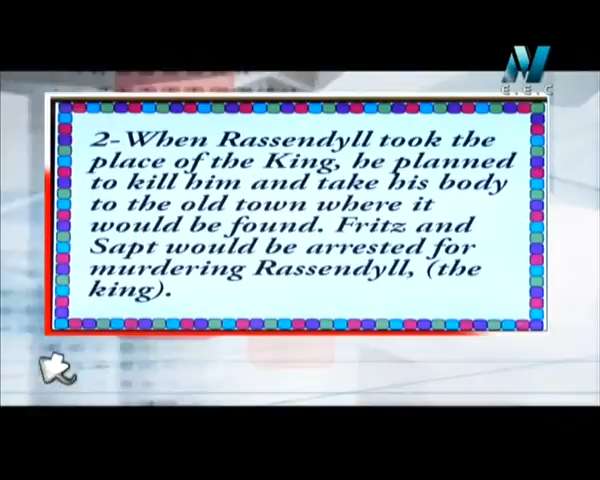 E.E.C
2-When Rassendyll took the
place of the King, he planned
to kill him and take his body
to the old town where it
would be found. Fritz and
Sapt would be arrested for
murdering Rassendyll, (the
king).